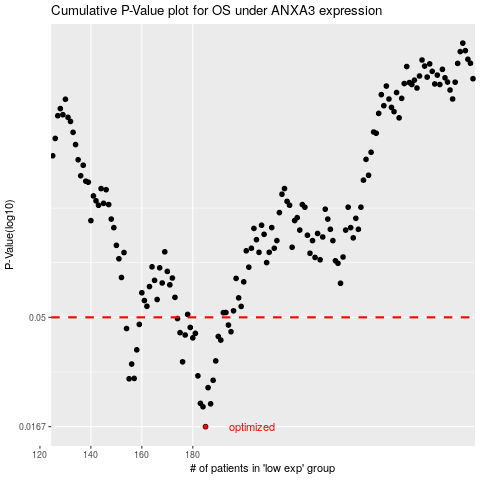 Cumulative P-Value plot for OS under ANXA3 expression
P-Value(log10)
0.05
0.0167
optimized
120 140 160 180
# of patients in 'low exp' group